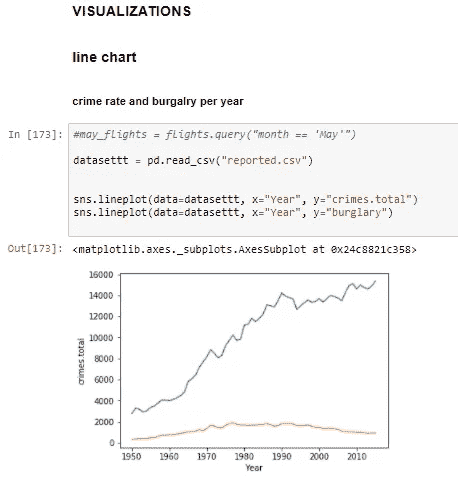 VISUALIZATIONS
line chart
crime rate and burgalry per year
In [173]:
#may_flights = flights.query("month == 'May'")
datasettt = pd.read_csv("reported.csv")
sns.lineplot(data=datasettt, x="Year", y="crimes.total")
sns.lineplot(data=datasettt, x="Year", y="burglary")
Out[173]:
<matplotlib.axes._subplots.AxesSubplot at 0x24c8821c358>
16000
14000
12000
10000
8000
6000
4000
2000
0
crimes.total
1950 1960 1970 1980 1990 2000 2010
Year